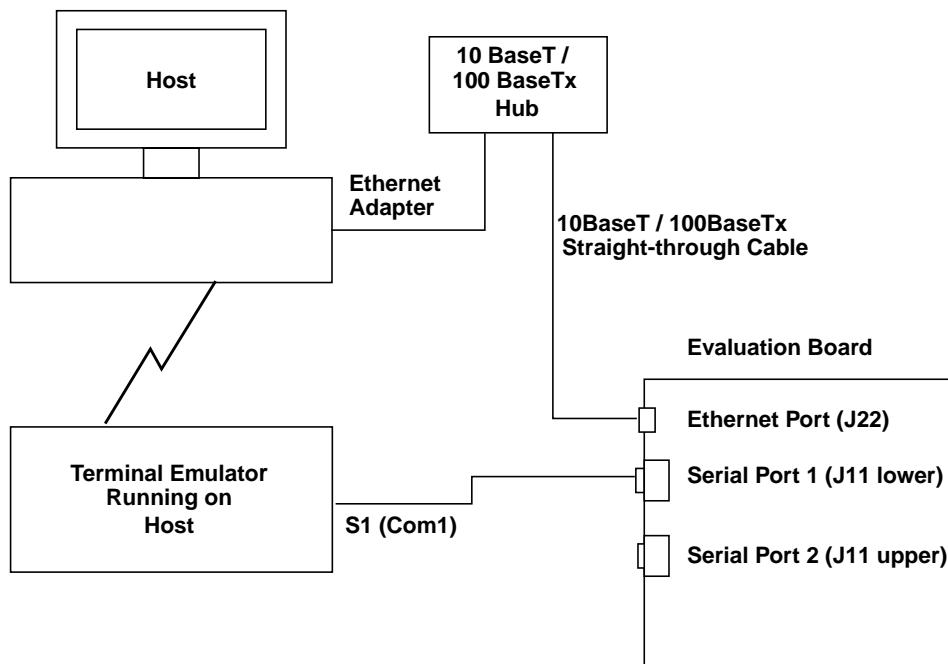 Host
10 BaseT /
100 BaseTx
Hub
Ethernet
Adapter
10BaseT / 100BaseTx
Straight-through Cable
Evaluation Board
Ethernet Port (J22)
Terminal Emulator
Running on
Host
S1 (Com1)
Serial Port 1 (J11 lower)
Serial Port 2 (J11 upper)